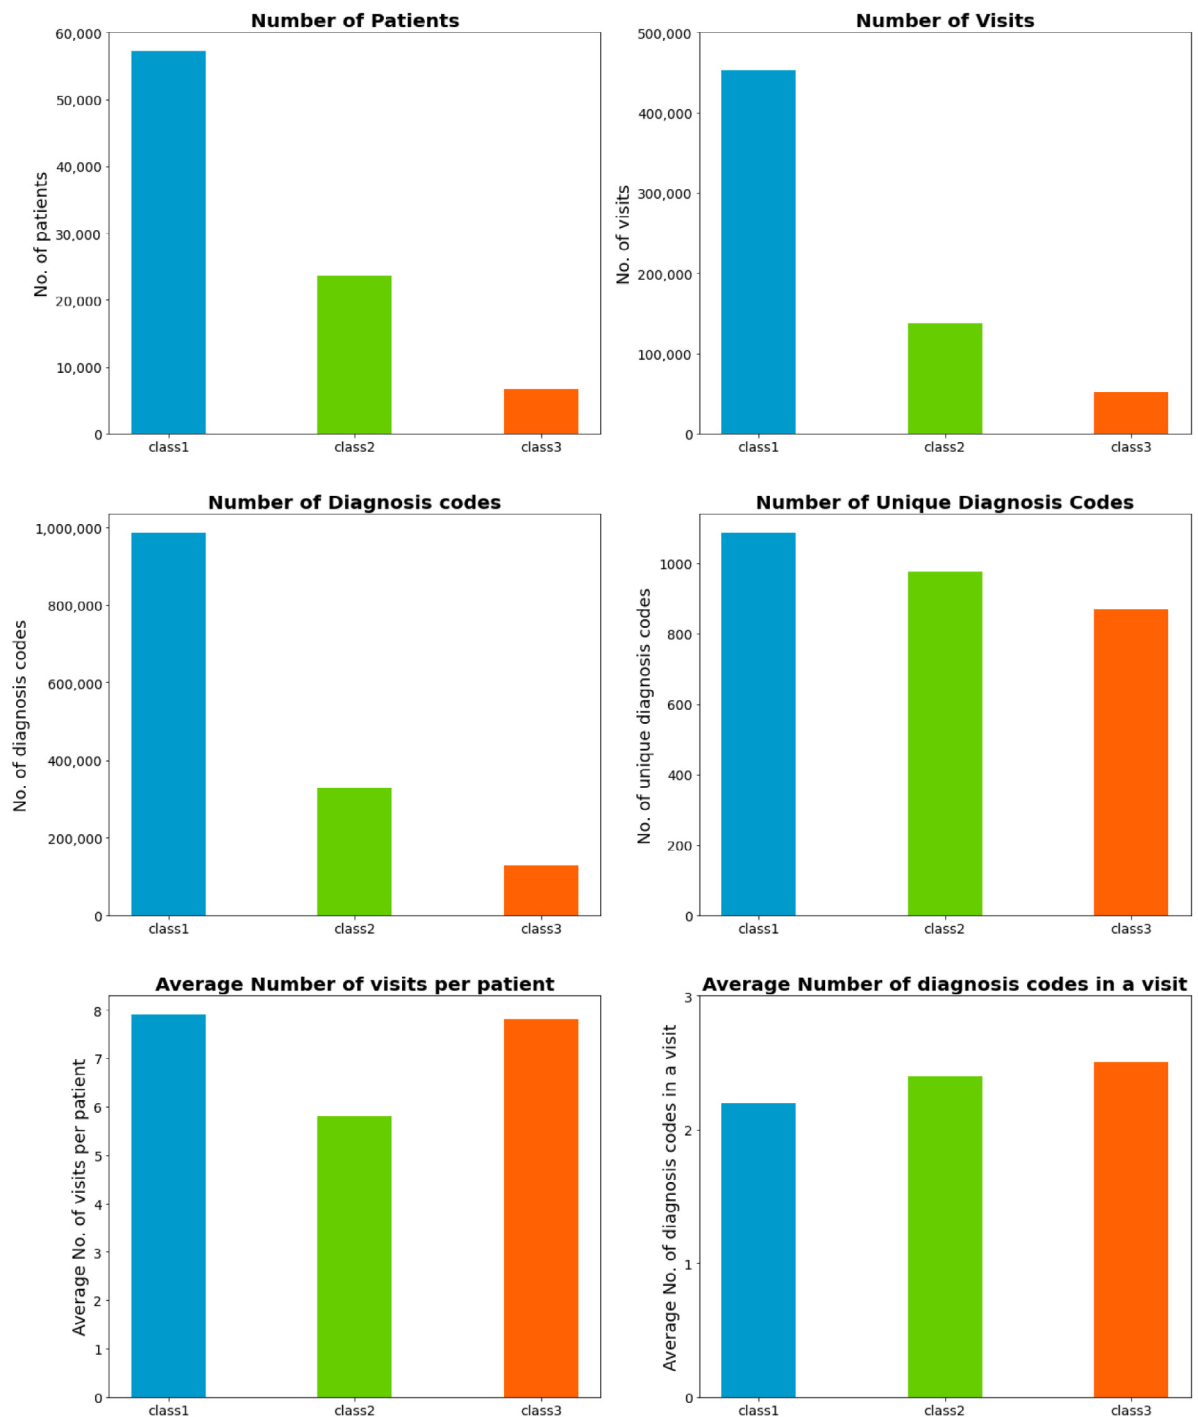 Number of Patients
60,000
50,000
40,000
30,000
20,000
10,000
0
No. of patients
class1 class2 class3
Number of Visits
500,000
400,000
300,000
200,000
100,000
0
No. of visits
class1 class2 class3
Number of Diagnosis codes
1,000,000
800,000
600,000
400,000
200,000
0
No. of diagnosis codes
class1 class2 class3
Number of Unique Diagnosis Codes
1000
800
600
400
200
0
No. of unique diagnosis codes
class1 class2 class3
Average Number of visits per patient
8
7
6
5
4
3
2
1
0
Average No. of visits per patient
class1 class2 class3
Average Number of diagnosis codes in a visit
3
2
1
0
Average No. of diagnosis codes in a visit
class1 class2 class3